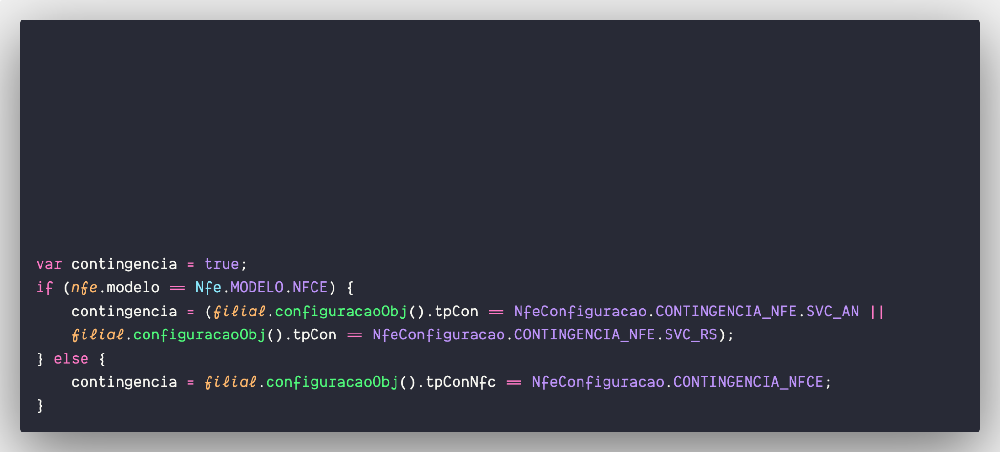 var contingencia = true;
if (nfe.modelo == Nfe.MODELO.NFCE) {
    contingencia = (filial.configuracaoObj().tpCon == NfeConfiguracao.CONTINGENCIA_NFE.SVC_AN ||
    filial.configuracaoObj().tpCon == NfeConfiguracao.CONTINGENCIA_NFE.SVC_RS);
} else {
    contingencia = filial.configuracaoObj().tpConNfc == NfeConfiguracao.CONTINGENCIA_NFCE;
}